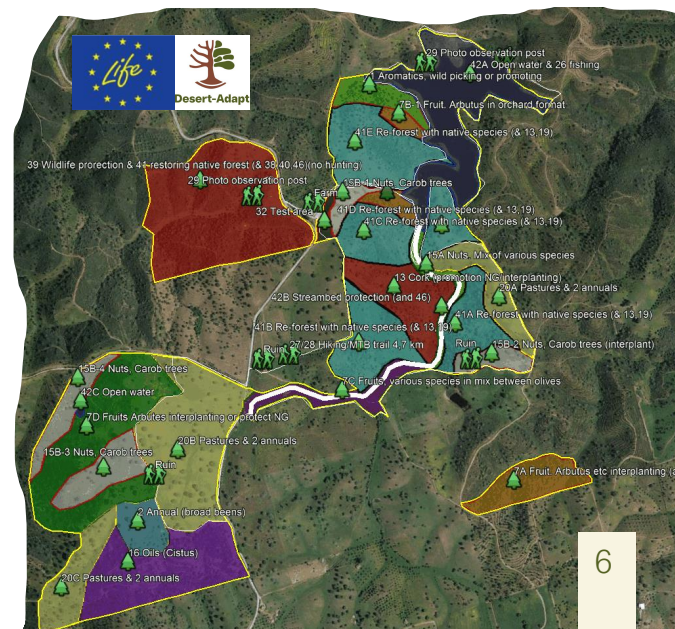 29 Photo observation post
42A Open water & 26 fishing
1 Aromatics, wild picking or promoting
Life
Desert-Adapt
7B-1 Fruit. Arbutus in orchard format
41E Re-forest with native species (& 13,19)
39 Wildlife prorection & 41 restoring native forest (& 38,40,46)(no hunting)
29 Photo observation post
15B-1 Nuts, Carob trees
Farm
32 Test area
41D Re-forest with native species (& 13,19)
41C Re-forest with native species (& 13,19)
15A Nuts. Mix of various species
13 Cork (promotion NG interplanting)
20A Pastures & 2 annuals
42B Streambed protection (and 46)
41A Re-forest with native species (& 13,19)
41B Re-forest with native species (& 13,19)
Ruin
27/28 Hiking/MTB trail 4,7 km
Ruin
15B-2 Nuts, Carob trees (interplant)
15B-4 Nuts, Carob trees
7C Fruits, various species in mix between olives
42C Open water
7D Fruits Arbutes interplanting or protect NG
20B Pastures & 2 annuals
15B-3 Nuts, Carob trees
Ruin
7A Fruit. Arbutus etc interplanting (a
2 Annual (broad beens)
16 Oils (Cistus)
6
20C Pastures & 2 annuals